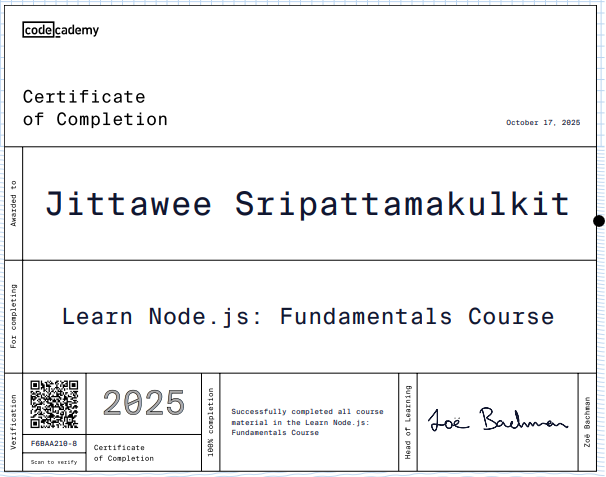 codecademy
Certificate
of Completion
October 17, 2025
Awarded to
Jittawee Sripattamakulkit
For completing
Learn Node.js: Fundamentals Course
Verification
F6BAA210-8
Scan to verify
2025
Certificate
of Completion
100% completion
Successfully completed all course
material in the Learn Node.js:
Fundamentals Course
Head of Learning
Zoë Bachman
Zoë Bachman